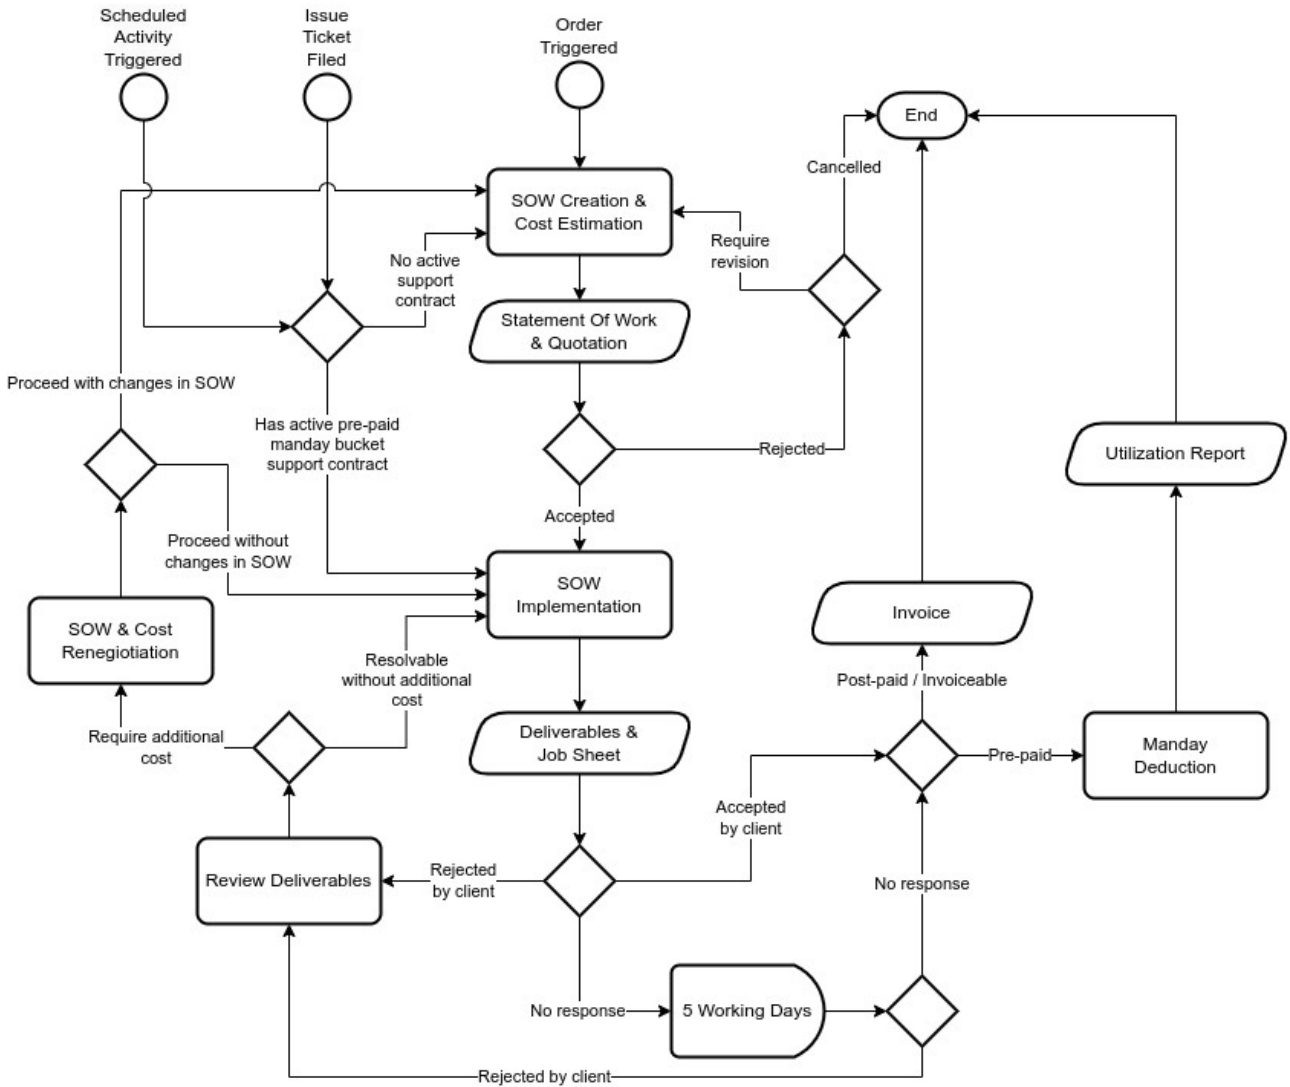 Scheduled
Activity
Triggered
Issue
Ticket
Filed
Order
Triggered
End
Cancelled
SOW Creation &
Cost Estimation
Require
revision
No active
support
contract
Statement Of Work
& Quotation
Proceed with changes in SOW
Has active pre-paid
manday bucket
support contract
Rejected
Utilization Report
Accepted
Proceed without
changes in SOW
SOW
Implementation
SOW & Cost
Renegiotiation
Invoice
Resolvable
without additional
cost
Post-paid / Invoiceable
Require additional
cost
Deliverables &
Job Sheet
Pre-paid
Manday
Deduction
Accepted
by client
Review Deliverables
Rejected
by client
No response
No response
5 Working Days
Rejected by client